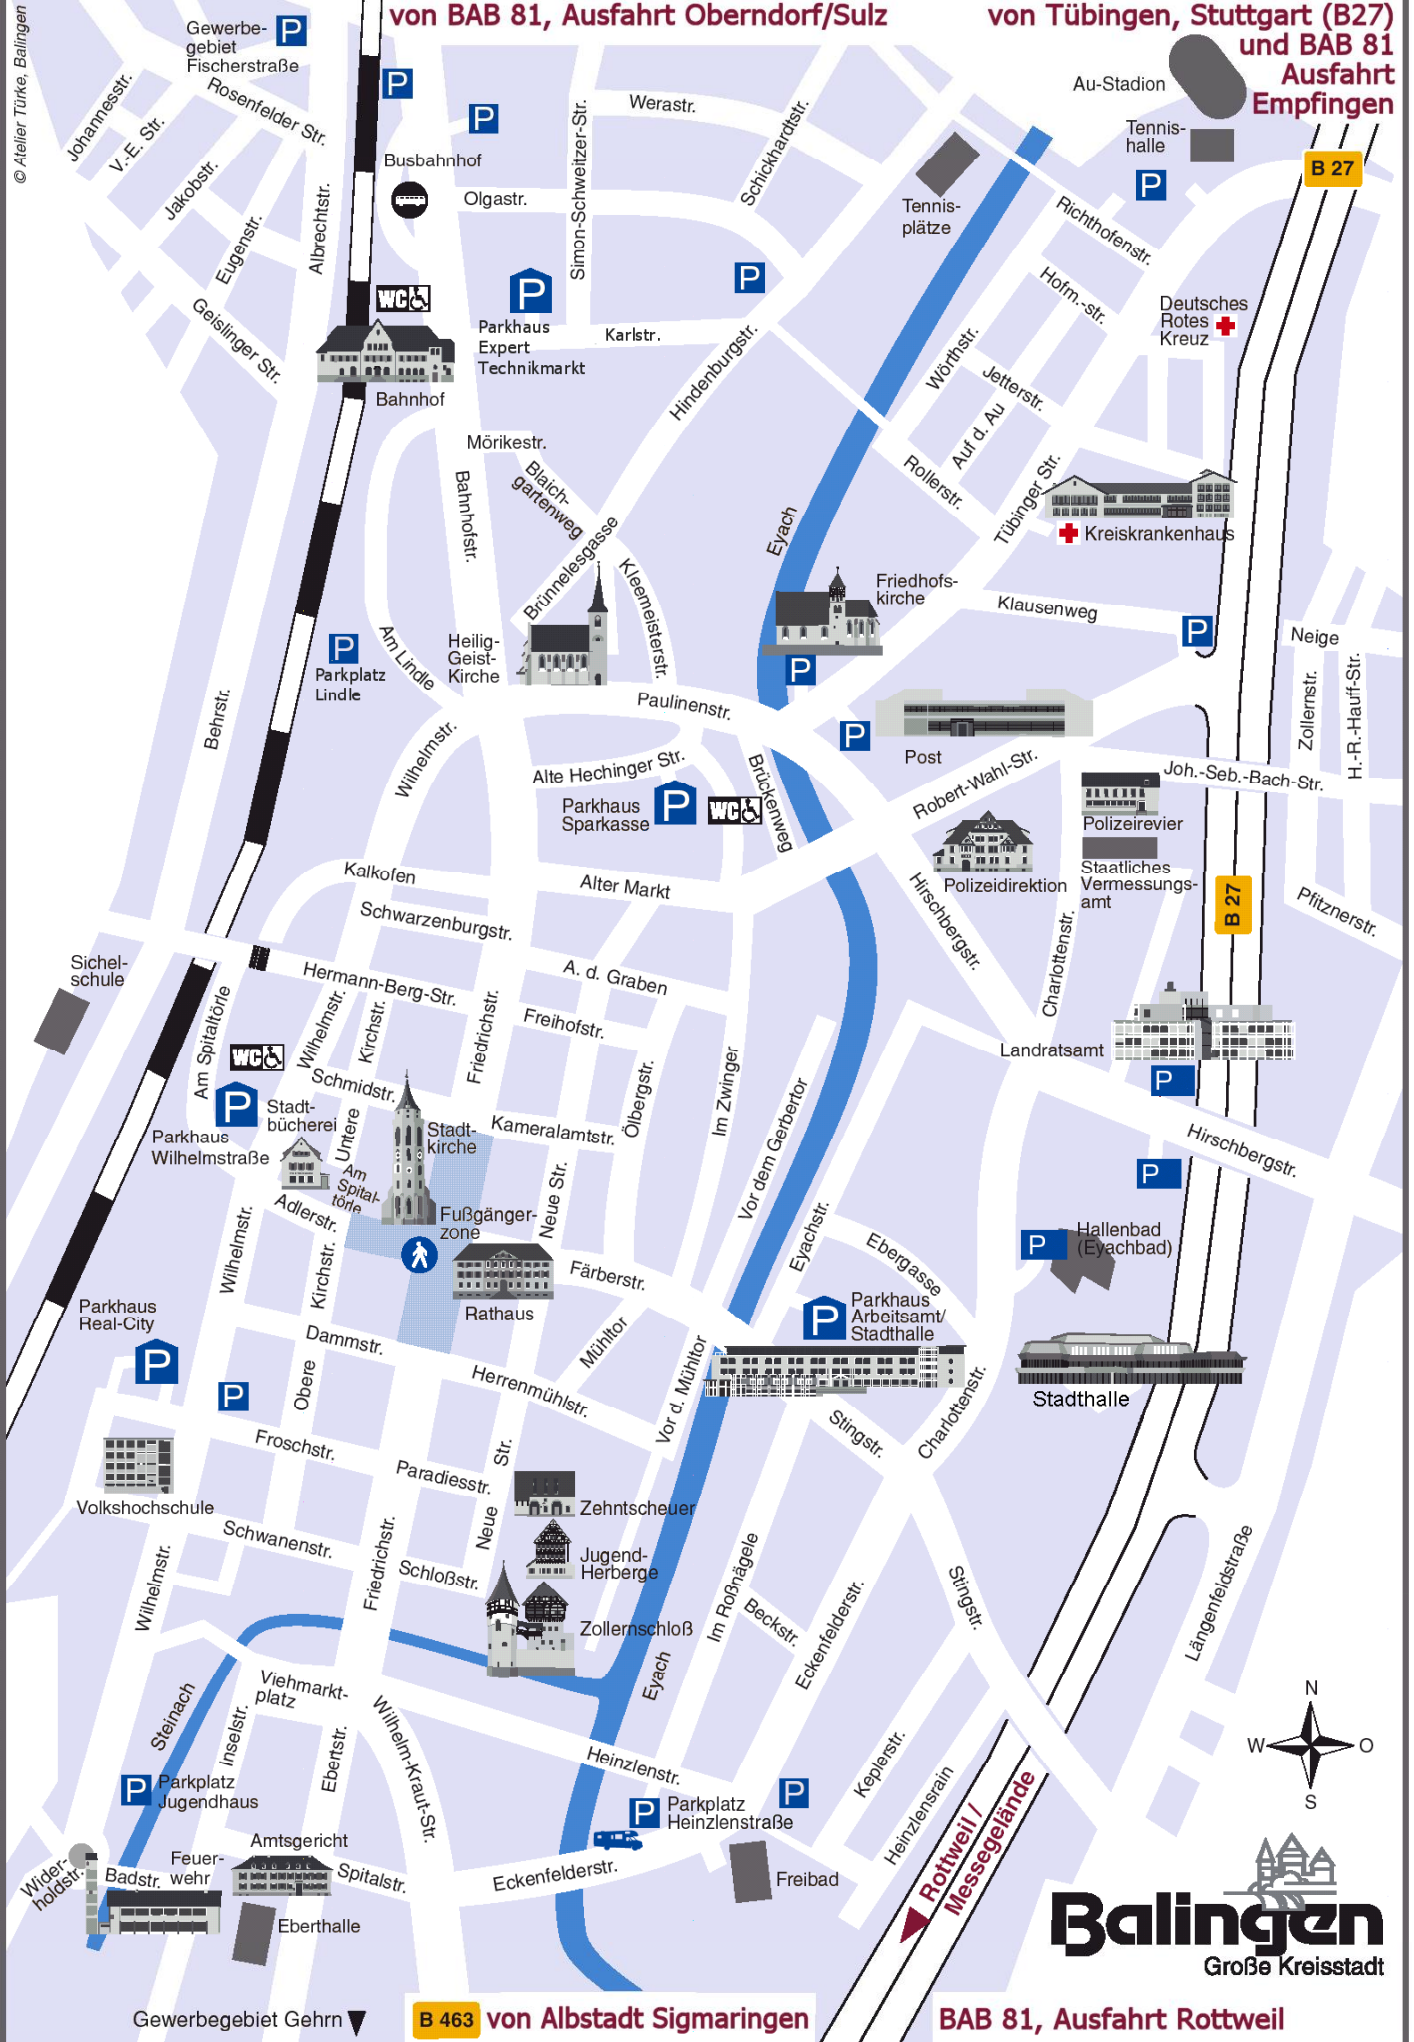 © Atelier Türke, Balingen
von BAB 81, Ausfahrt Oberndorf/Sulz
von Tübingen, Stuttgart (B27)
und BAB 81
Ausfahrt
Empfingen
Gewerbe-
gebiet
Fischerstraße
P
P
P
Johannesstr.
V.-E. Str.
Rosenfelder Str.
Jakobstr.
Eugenstr.
Albrechtstr.
Geislinger Str.
Busbahnhof
Olgastr.
Werastr.
Simon-Schweitzer-Str.
Schickhardtstr.
Au-Stadion
Tennis-
halle
P
B 27
Tennis-
plätze
Richthofenstr.
Hofm.-str.
Deutsches
Rotes
Kreuz
WC
P
Parkhaus
Expert
Technikmarkt
P
Karlstr.
Hindenburgstr.
Bahnhof
Wörthstr.
Jetterstr.
Auf d. Au
Rollerstr.
Tübinger Str.
Mörikestr.
Blaich-
gartenweg
Bahnhofstr.
Brünnelesgasse
Kleemeisterstr.
Eyach
Kreiskrankenhaus
Friedhofs-
kirche
Klausenweg
P
Neige
P
Parkplatz
Lindle
Am Lindle
Heilig-
Geist-
Kirche
P
Behrstr.
Wilhelmstr.
Paulinenstr.
P
Post
Zollernstr.
H.-R.-Hauff-Str.
Alte Hechinger Str.
Brückenweg
Robert-Wahl-Str.
Joh.-Seb.-Bach-Str.
Parkhaus
Sparkasse
P
WC
Polizeirevier
Polizeidirektion
Staatliches
Vermessungs-
amt
B 27
Pfitznerstr.
Kalkofen
Alter Markt
Schwarzenburgstr.
Hirschbergstr.
Charlottenstr.
Sichel-
schule
Hermann-Berg-Str.
A. d. Graben
Freihofstr.
Am Spitaltörle
Wilhelmstr.
Kirchstr.
Friedrichstr.
Landratsamt
P
WC
Schmidstr.
P
Parkhaus
Wilhelmstraße
Stadt-
bücherei
Untere
Stadt-
kirche
Kameralamtstr.
Ölbergstr.
Im Zwinger
Vor dem Gerbertor
Hirschbergstr.
P
Am
Spital-
törle
Adlerstr.
Fußgänger-
zone
Neue Str.
Eyachstr.
Ebergasse
P
Hallenbad
(Eyachbad)
Wilhelmstr.
Kirchstr.
Rathaus
Färberstr.
Parkhaus
Real-City
P
P
Dammstr.
Obere
Mühltor
Herrenmühlstr.
Vor d. Mühltor
P
Parkhaus
Arbeitsamt/
Stadthalle
Stadthalle
Charlottenstr.
Stingstr.
Froschstr.
Paradiesstr.
Str.
Neue
Volkshochschule
Zehntscheuer
Schwanenstr.
Schloßstr.
Friedrichstr.
Jugend-
Herberge
Zollernschloß
Wilhelmstr.
Im Roßnägele
Beckstr.
Eckenfelderstr.
Stingstr.
Längenfeldstraße
Eyach
Steinach
Viehmarkt-
platz
Inselstr.
Ebertstr.
Wilhelm-Kraut-Str.
Heinzlenstr.
Keplerstr.
Heinzlensrain
N
W
O
S
P
Parkplatz
Jugendhaus
P
Parkplatz
Heinzlenstraße
P
Rottweil /
Messegelände
Wider-
holdstr.
Badstr.
Feuer-
wehr
Amtsgericht
Spitalstr.
Eckenfelderstr.
Freibad
Eberthalle
Balingen
Große Kreisstadt
Gewerbegebiet Gehrn
B 463
von Albstadt Sigmaringen
BAB 81, Ausfahrt Rottweil